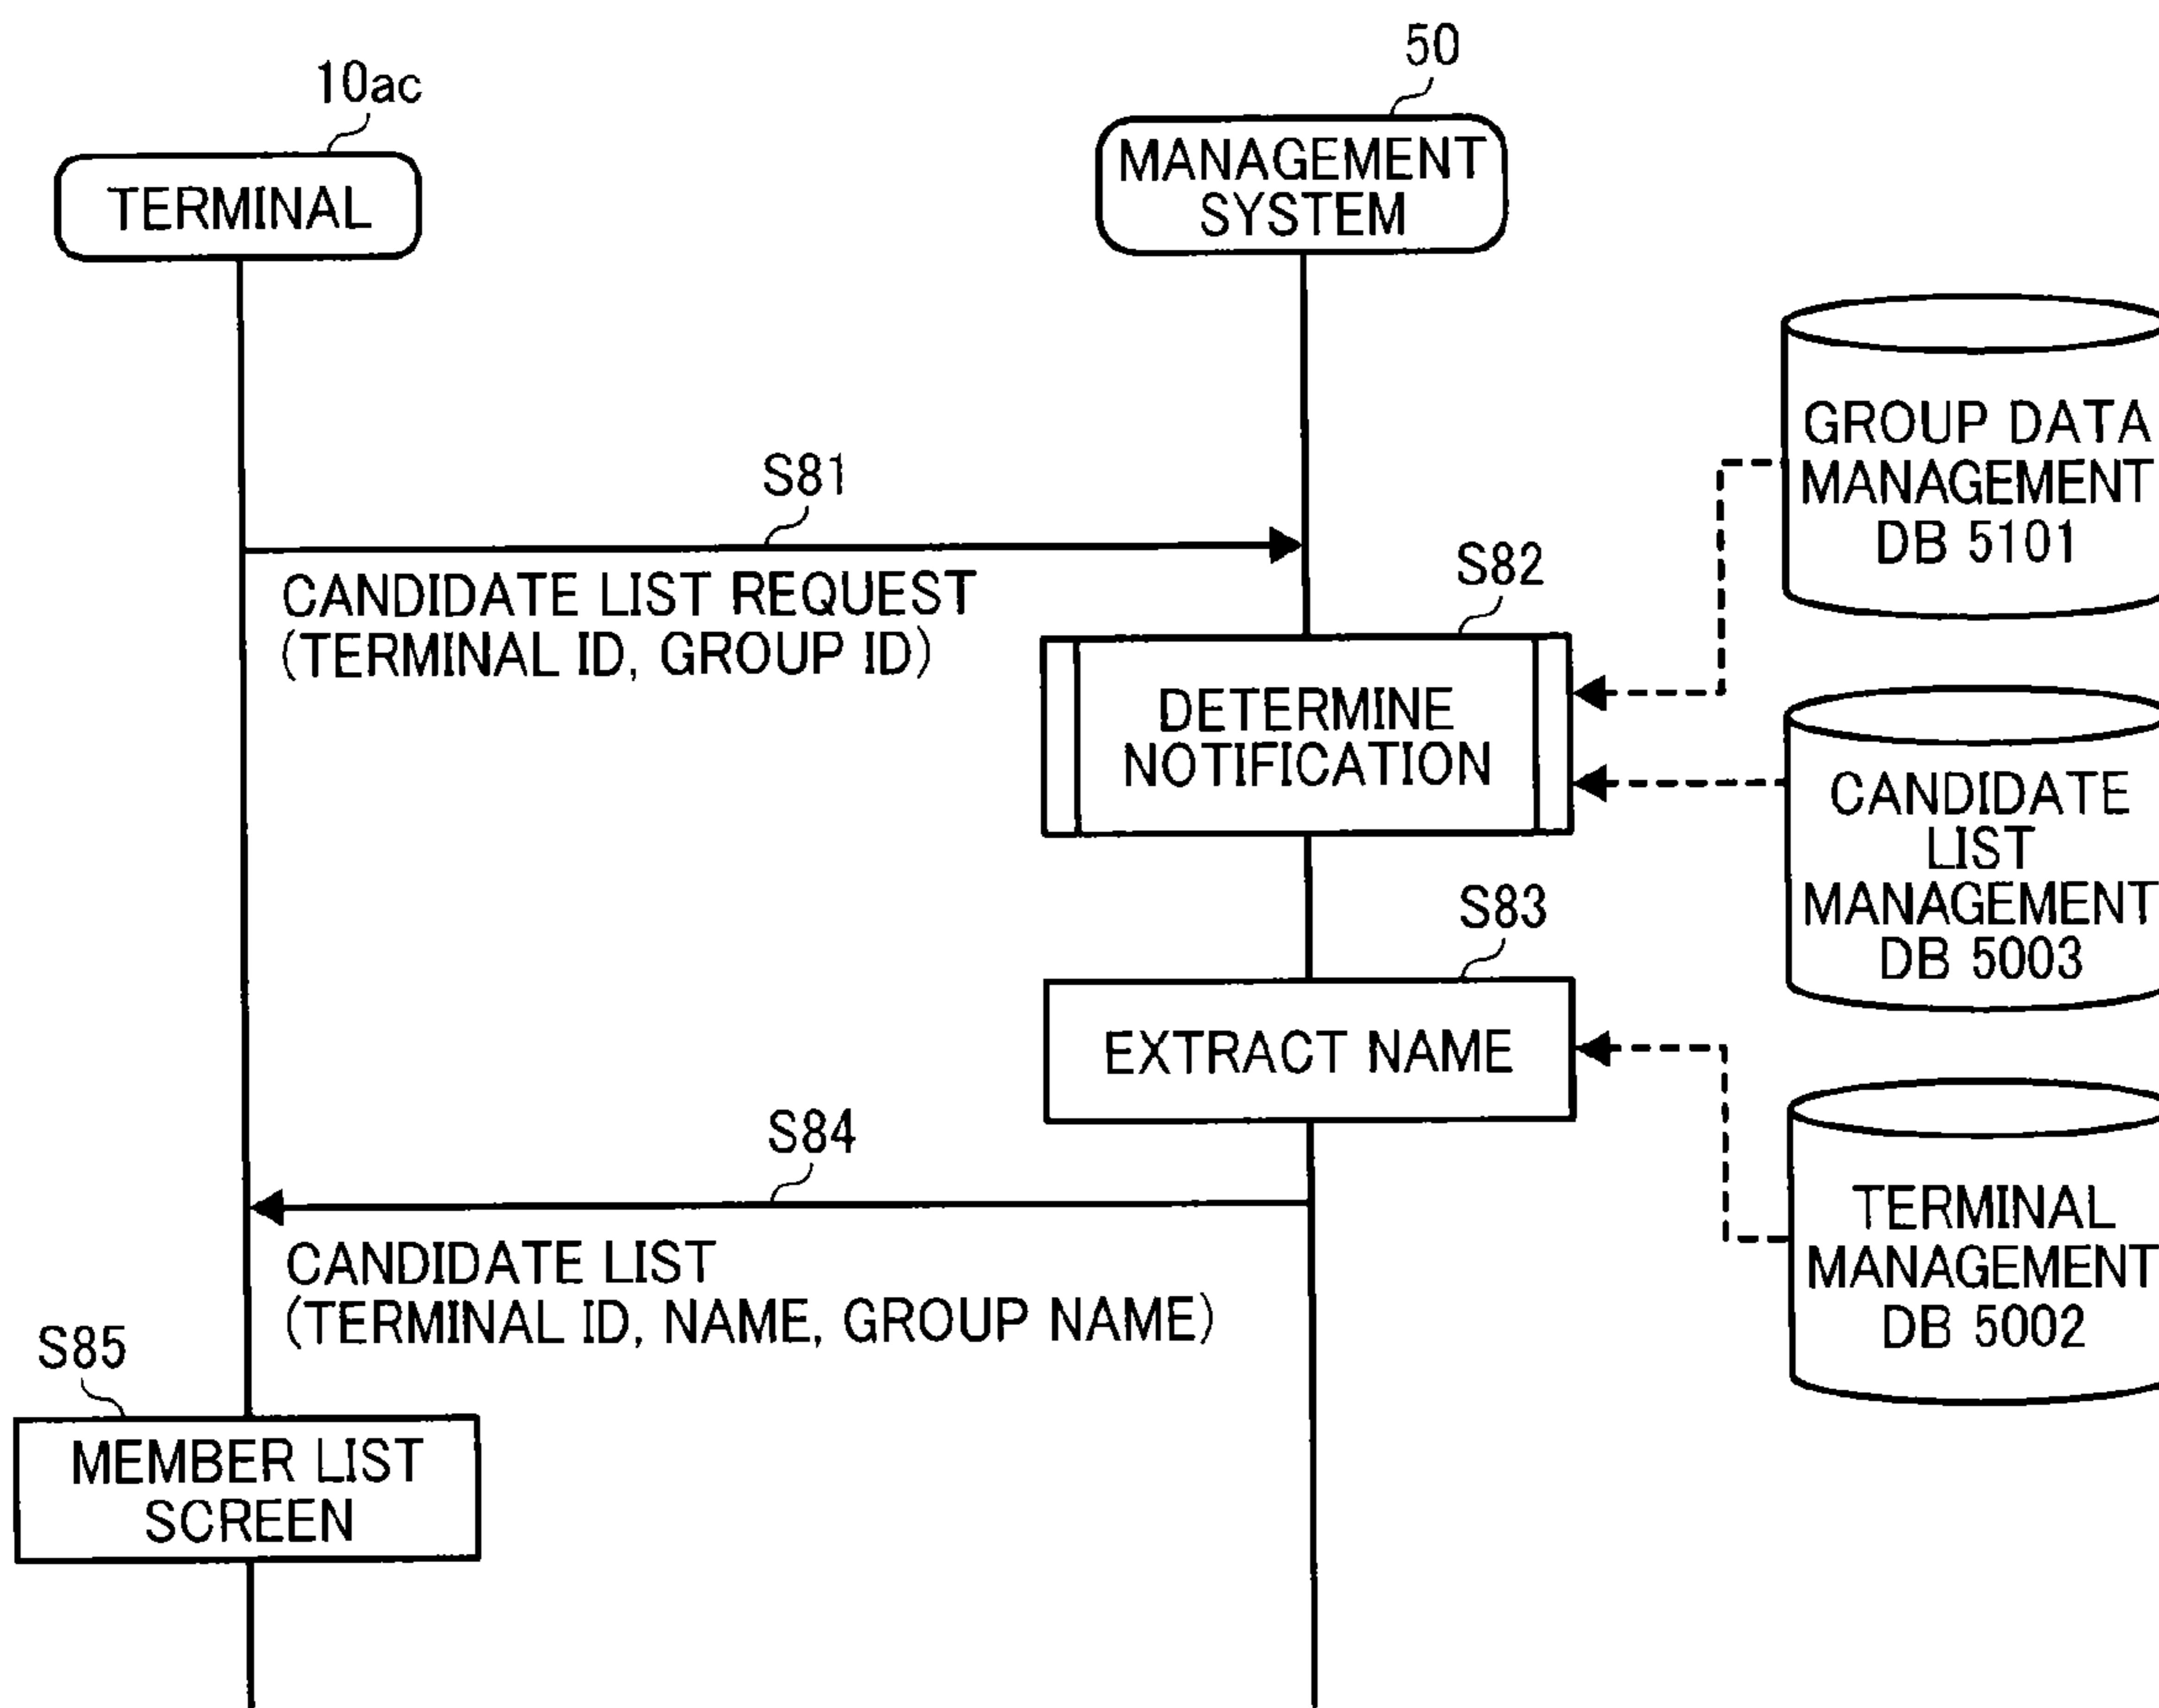 10ac
50
TERMINAL
MANAGEMENT
SYSTEM
S81
CANDIDATE LIST REQUEST
(TERMINAL ID, GROUP ID)
GROUP DATA
MANAGEMENT
DB 5101
S82
DETERMINE
NOTIFICATION
CANDIDATE
LIST
MANAGEMENT
DB 5003
S83
EXTRACT NAME
S84
CANDIDATE LIST
(TERMINAL ID, NAME, GROUP NAME)
TERMINAL
MANAGEMENT
DB 5002
S85
MEMBER LIST
SCREEN